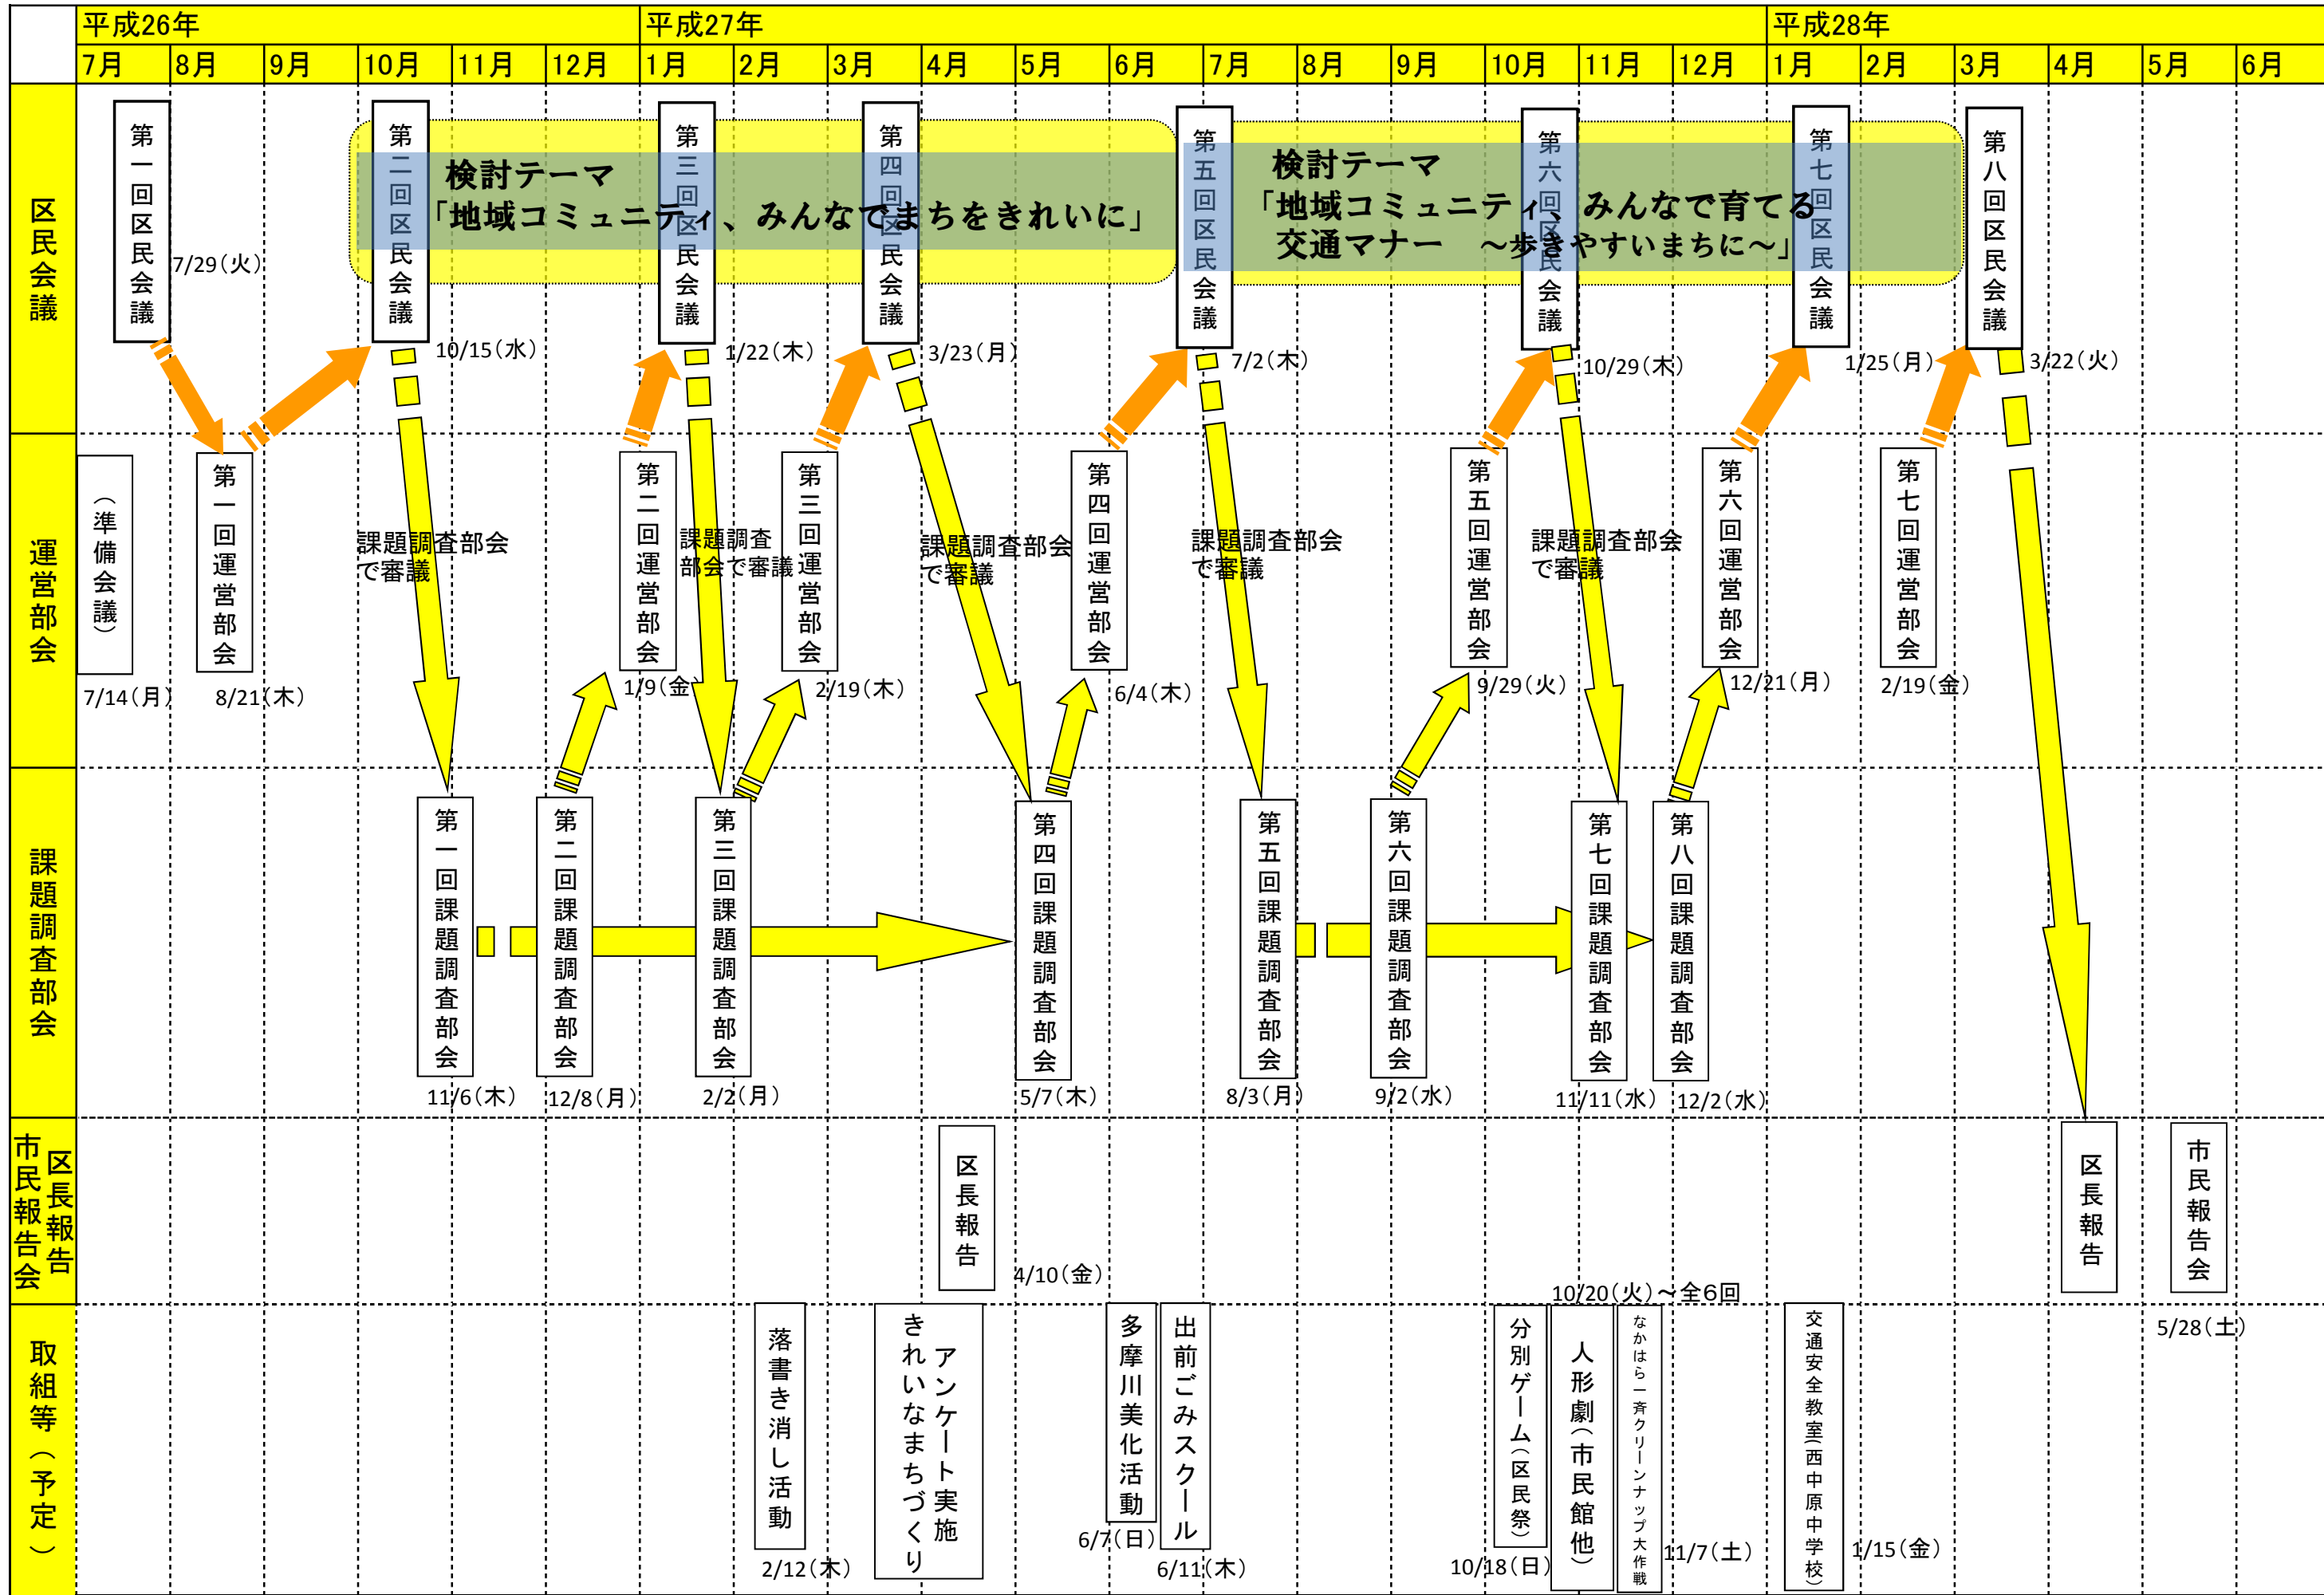 平成26年
平成27年
平成28年
7月
8月
9月
10月
11月
12月
1月
2月
3月
4月
5月
6月
7月
8月
9月
10月
11月
12月
1月
2月
3月
4月
5月
6月
区民会議
第一回区民会議
7/29(火)
第二回区民会議
10/15(水)
第三回区民会議
1/22(木)
第四回区民会議
3/23(月)
第五回区民会議
7/2(木)
第六回区民会議
10/29(木)
第七回区民会議
1/25(月)
第八回区民会議
3/22(火)
検討テーマ
「地域コミュニティ、みんなでまちをきれいに」
検討テーマ
「地域コミュニティ、みんなで育てる
交通マナー ～歩きやすいまちに～」
運営部会
（準備会議）
7/14(月)
第一回運営部会
8/21(木)
課題調査部会
で審議
第二回運営部会
1/9(金)
課題調査
部会で審議
第三回運営部会
2/19(木)
課題調査部会
で審議
第四回運営部会
6/4(木)
課題調査部会
で審議
第五回運営部会
9/29(火)
課題調査部会
で審議
第六回運営部会
12/21(月)
第七回運営部会
2/19(金)
課題調査部会
第一回課題調査部会
11/6(木)
第二回課題調査部会
12/8(月)
第三回課題調査部会
2/2(月)
第四回課題調査部会
5/7(木)
第五回課題調査部会
8/3(月)
第六回課題調査部会
9/2(水)
第七回課題調査部会
11/11(水)
第八回課題調査部会
12/2(水)
区長報告
市民報告会
区長報告
4/10(金)
区長報告
市民報告会
5/28(土)
取組等（予定）
落書き消し活動
2/12(木)
アンケート実施
きれいなまちづくり
多摩川美化活動
6/7(日)
出前ごみスクール
6/11(木)
分別ゲーム（区民祭）
10/18(日)
10/20(火)～全6回
人形劇（市民館他）
なかはら一斉クリーンナップ大作戦
11/7(土)
交通安全教室(西中原中学校)
1/15(金)